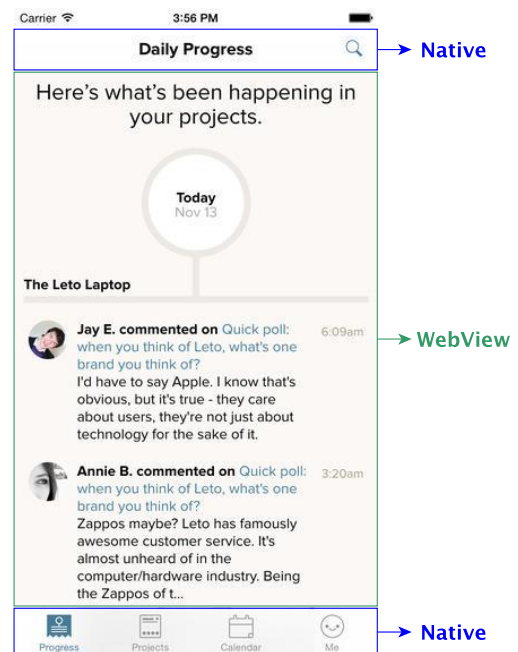 Carrier 3:56 PM
Daily Progress
Native
Here's what's been happening in
your projects.
Today
Nov 13
The Leto Laptop
Jay E. commented on Quick poll: 6:09am
when you think of Leto, what's one
brand you think of?
I'd have to say Apple. I know that's
obvious, but it's true - they care
about users, they're not just about
technology for the sake of it.
WebView
Annie B. commented on Quick poll: 3:20am
when you think of Leto, what's one
brand you think of?
Zappos maybe? Leto has famously
awesome customer service. It's
almost unheard of in the
computer/hardware industry. Being
the Zappos of t...
Progress Projects Calendar Me
Native